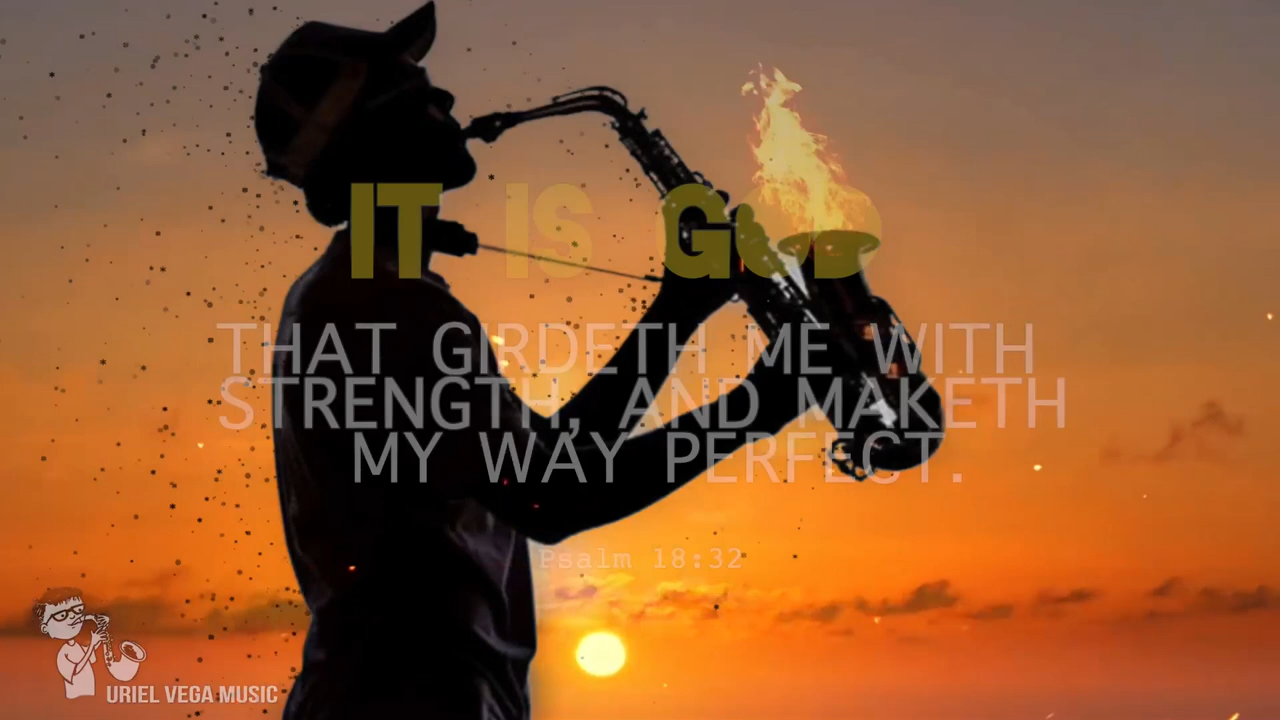 IT IS GOD
THAT GIRDETH ME WITH
STRENGTH, AND MAKETH
MY WAY PERFECT.
Psalm 18:32
URIEL VEGA MUSIC